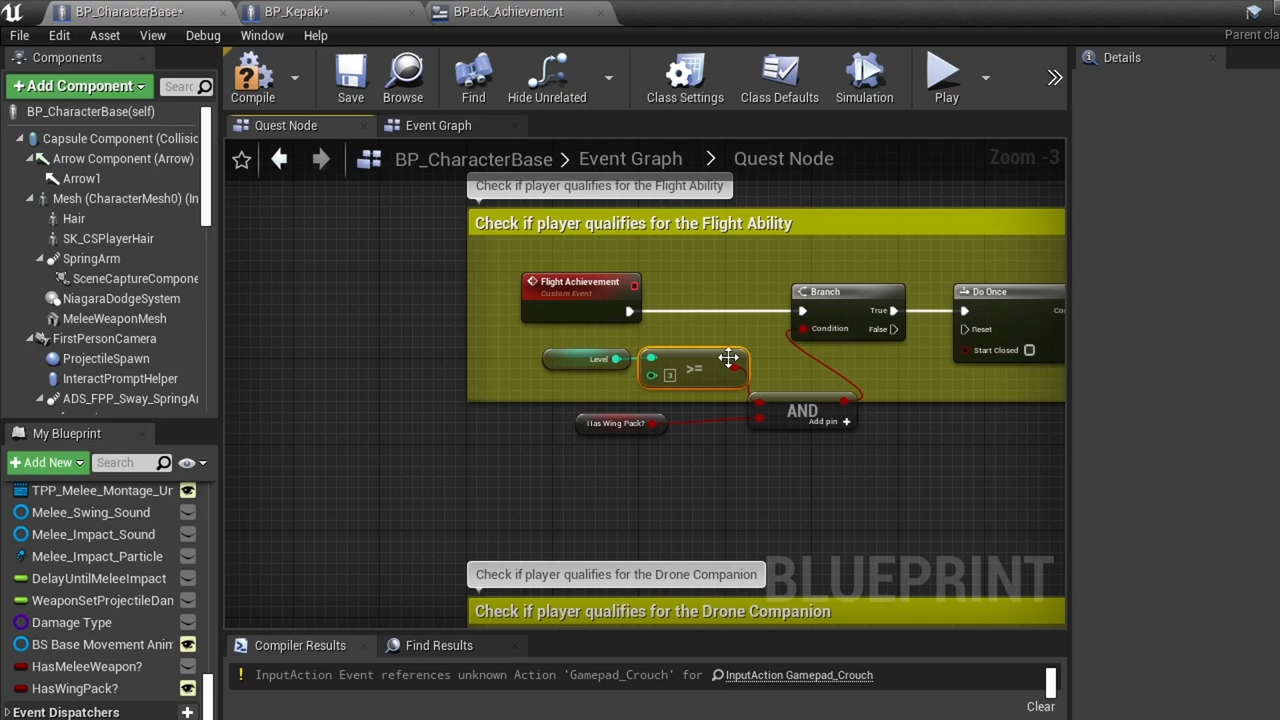 BP_CharacterBase*
BP_Kepaki*
BPack_Achievement
File Edit Asset View Window Debug Help
Parent cla
Components
+Add Component
Searc
BP_CharacterBase(self)
Capsule Component (Collisic
Arrow Component (Arrow)
Arrow1
Mesh (CharacterMesh0) (In
Hair
SK_CSPlayerHair
SpringArm
SceneCaptureCompone
NiagaraDodgeSystem
MeleeWeaponMesh
FirstPersonCamera
ProjectileSpawn
InteractPromptHelper
ADS_FPP_Sway_SpringAr
My Blueprint
+Add New
Search
TPP_Melee_Montage_Ur
Melee_Swing_Sound
Melee_Impact_Sound
Melee_Impact_Particle
DelayUntilMeleeImpact
WeaponSetProjectileDan
Damage Type
BS Base Movement Anim
HasMeleeWeapon?
HasWingPack?
Event Dispatchers +
Compile
Save
Browse
Find
Hide Unrelated
Class Settings
Class Defaults
Simulation
Play
Quest Node
Event Graph
BP_CharacterBase > Event Graph > Quest Node
Zoom -3
Check if player qualifies for the Flight Ability
Check if player qualifies for the Flight Ability
Flight Achievement
Custom Event
Branch
True
Condition
False
Do Once
Co
Reset
Start Closed
Level
3
>=
AND
Add pin +
Has Wing Pack?
Check if player qualifies for the Drone Companion
BLUEPRINT
Check if player qualifies for the Drone Companion
Compiler Results
Find Results
InputAction Event references unknown Action 'Gamepad_Crouch' for InputAction Gamepad_Crouch
Clear
Details